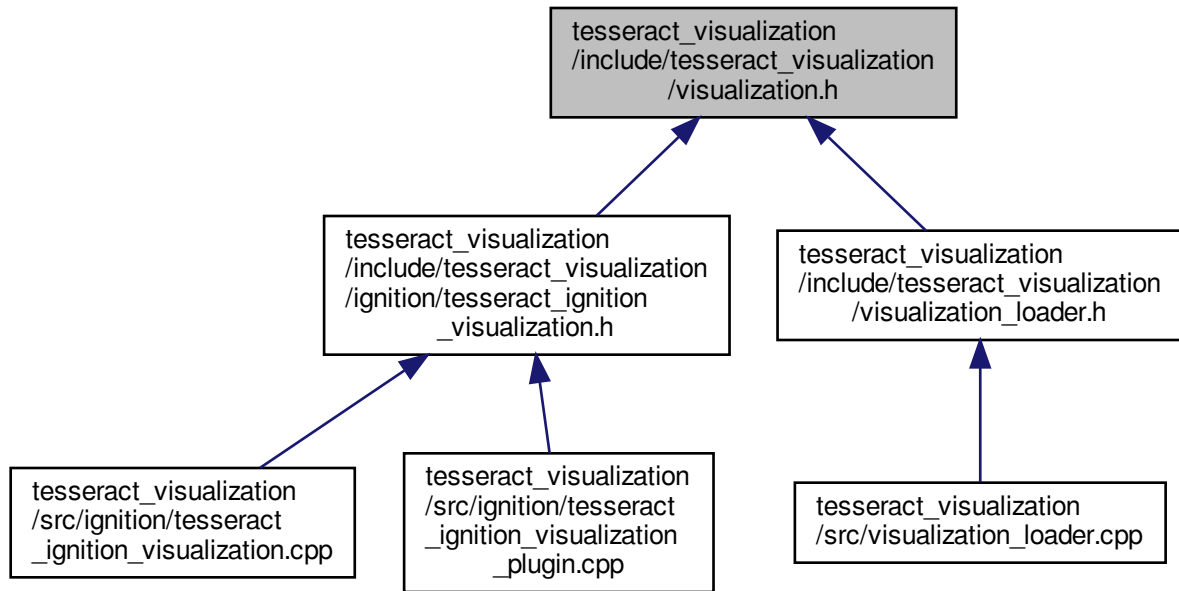 tesseract_visualization
/include/tesseract_visualization
/visualization.h
tesseract_visualization
/include/tesseract_visualization
/ignition/tesseract_ignition
_visualization.h
tesseract_visualization
/include/tesseract_visualization
/visualization_loader.h
tesseract_visualization
/src/ignition/tesseract
_ignition_visualization.cpp
tesseract_visualization
/src/ignition/tesseract
_ignition_visualization
_plugin.cpp
tesseract_visualization
/src/visualization_loader.cpp